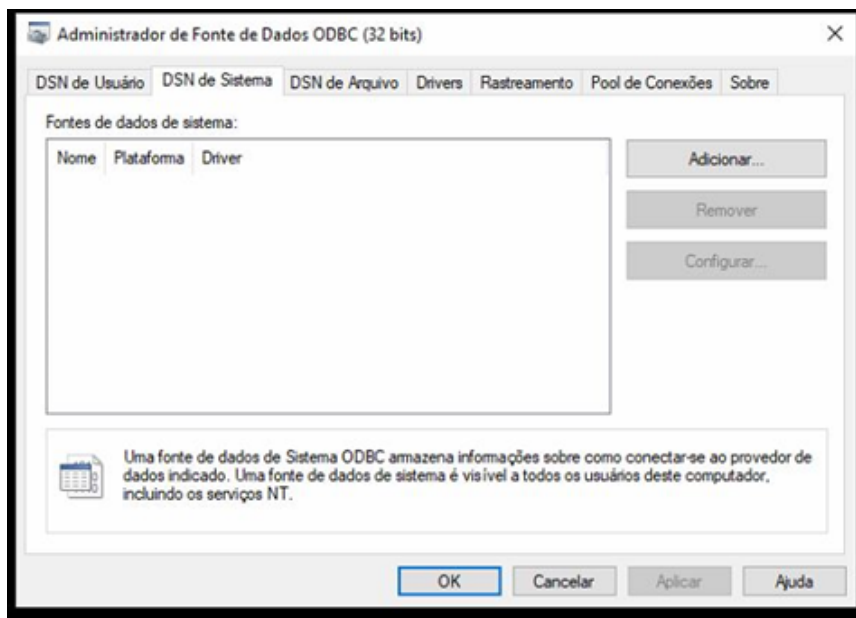 Administrador de Fonte de Dados ODBC (32 bits)
DSN de Usuário DSN de Sistema DSN de Arquivo Drivers Rastreamento Pool de Conexões Sobre
Fontes de dados de sistema:
Nome Plataforma Driver
Adicionar...
Remover
Configurar...
Uma fonte de dados de Sistema ODBC armazena informações sobre como conectar-se ao provedor de
dados indicado. Uma fonte de dados de sistema é visível a todos os usuários deste computador,
incluindo os serviços NT.
OK Cancelar Aplicar Ajuda